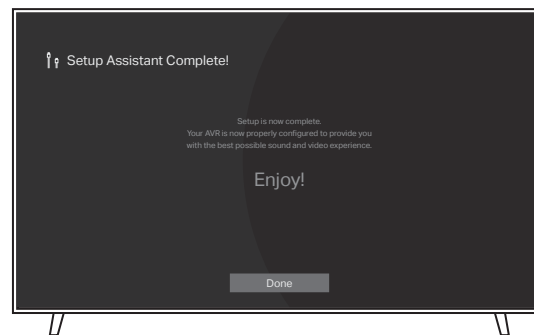 Setup Assistant Complete!
Setup is now complete.
Your AVR is now properly configured to provide you
with the best possible sound and video experience.
Enjoy!
Done